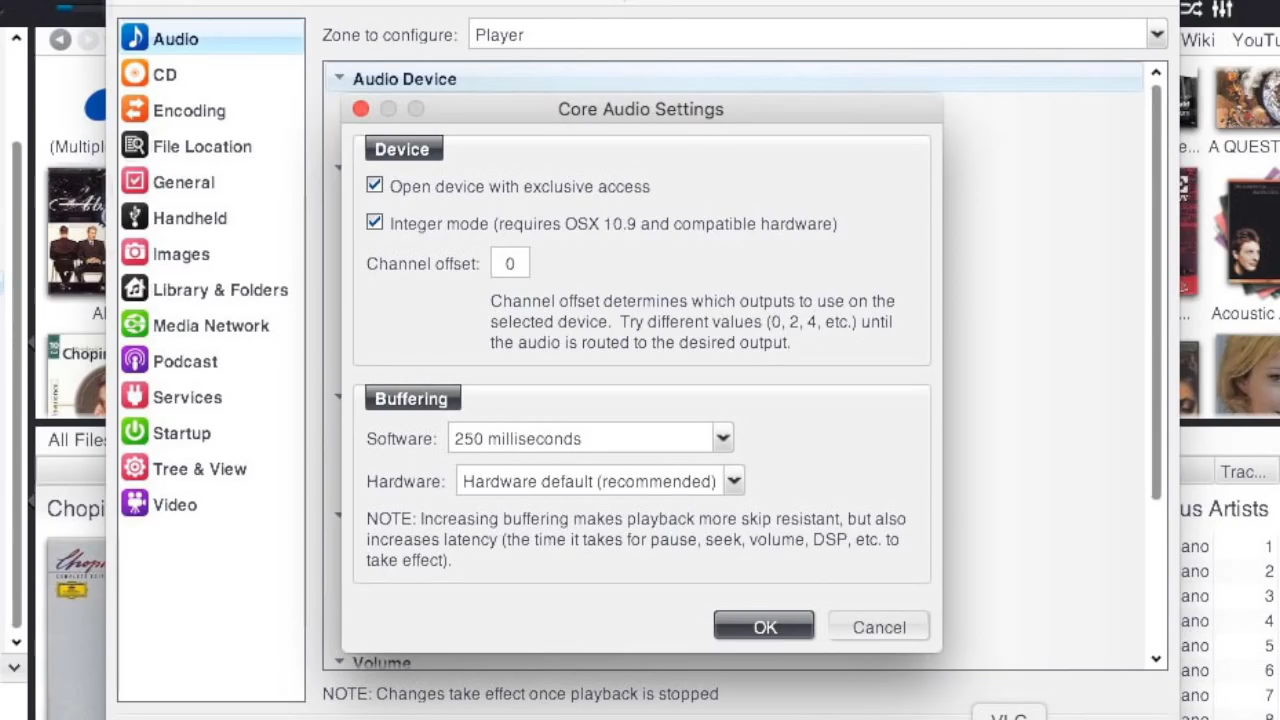 Zone to configure:
Player
Wiki
YouTu
Audio
CD
Encoding
File Location
General
Handheld
Images
Library & Folders
Media Network
Podcast
Services
Startup
Tree & View
Video
Audio Device
Core Audio Settings
Device
Open device with exclusive access
Integer mode (requires OSX 10.9 and compatible hardware)
Channel offset:
0
Channel offset determines which outputs to use on the
selected device. Try different values (0, 2, 4, etc.) until
the audio is routed to the desired output.
Buffering
Software:
250 milliseconds
Hardware:
Hardware default (recommended)
NOTE: Increasing buffering makes playback more skip resistant, but also
increases latency (the time it takes for pause, seek, volume, DSP, etc. to
take effect).
OK
Cancel
Volume
NOTE: Changes take effect once playback is stopped
(Multipl
Chopi
All Files
Chopi
Chopin
COMPLETE EDIT
e...
A QUEST
...
Acoustic
Trac...
us Artists
ano 1
ano 2
ano 3
ano 4
ano 5
ano 6
ano 7